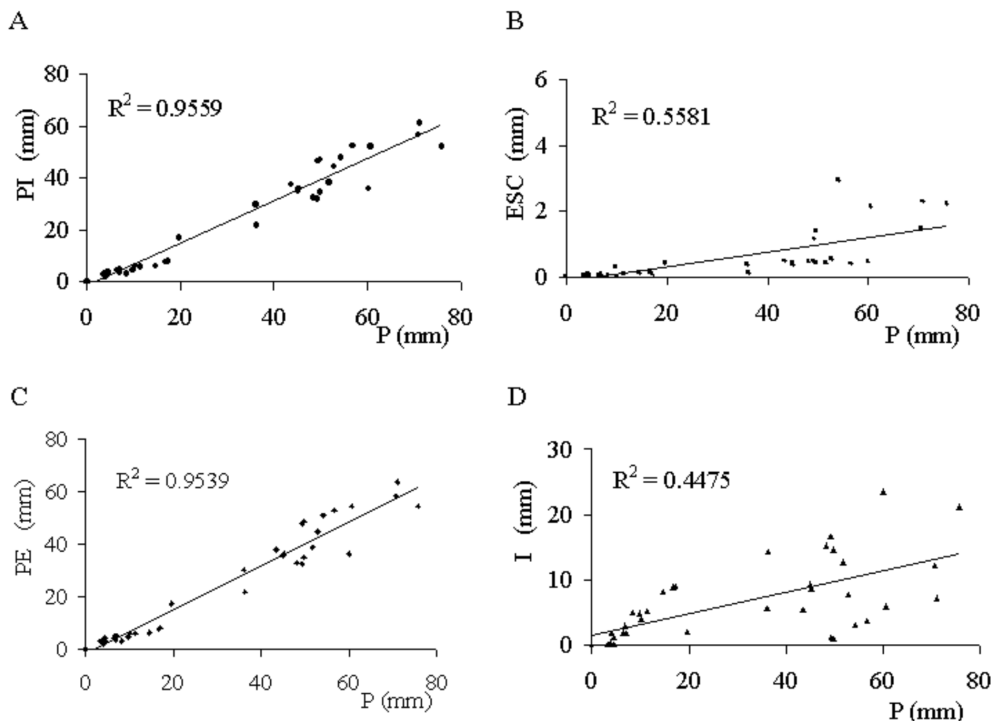 A
80
60
40
20
0
PI (mm)
R² = 0.9559
0 20 40 60 80
P (mm)
B
6
4
2
0
ESC (mm)
R² = 0.5581
0 20 40 60 80
P (mm)
C
80
60
40
20
0
PE (mm)
R² = 0.9539
0 20 40 60 80
P (mm)
D
30
20
10
0
I (mm)
R² = 0.4475
0 20 40 60 80
P (mm)